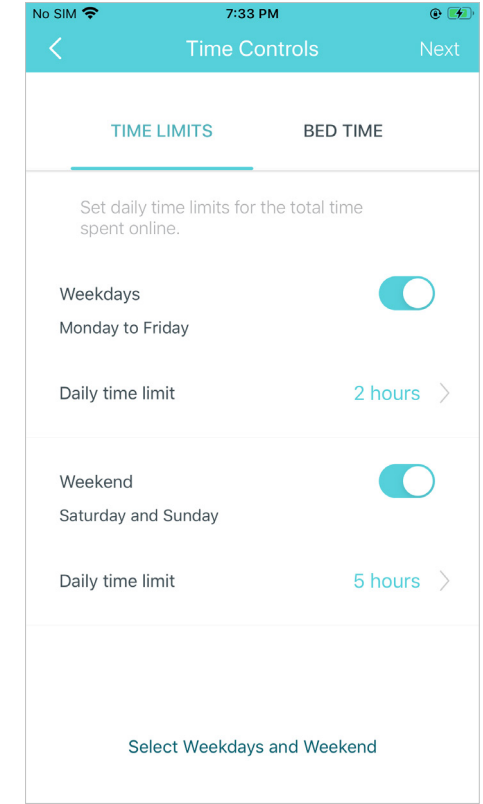 No SIM 7:33 PM
Time Controls Next
TIME LIMITS BED TIME
Set daily time limits for the total time
spent online.
Weekdays
Monday to Friday
Daily time limit 2 hours
Weekend
Saturday and Sunday
Daily time limit 5 hours
Select Weekdays and Weekend